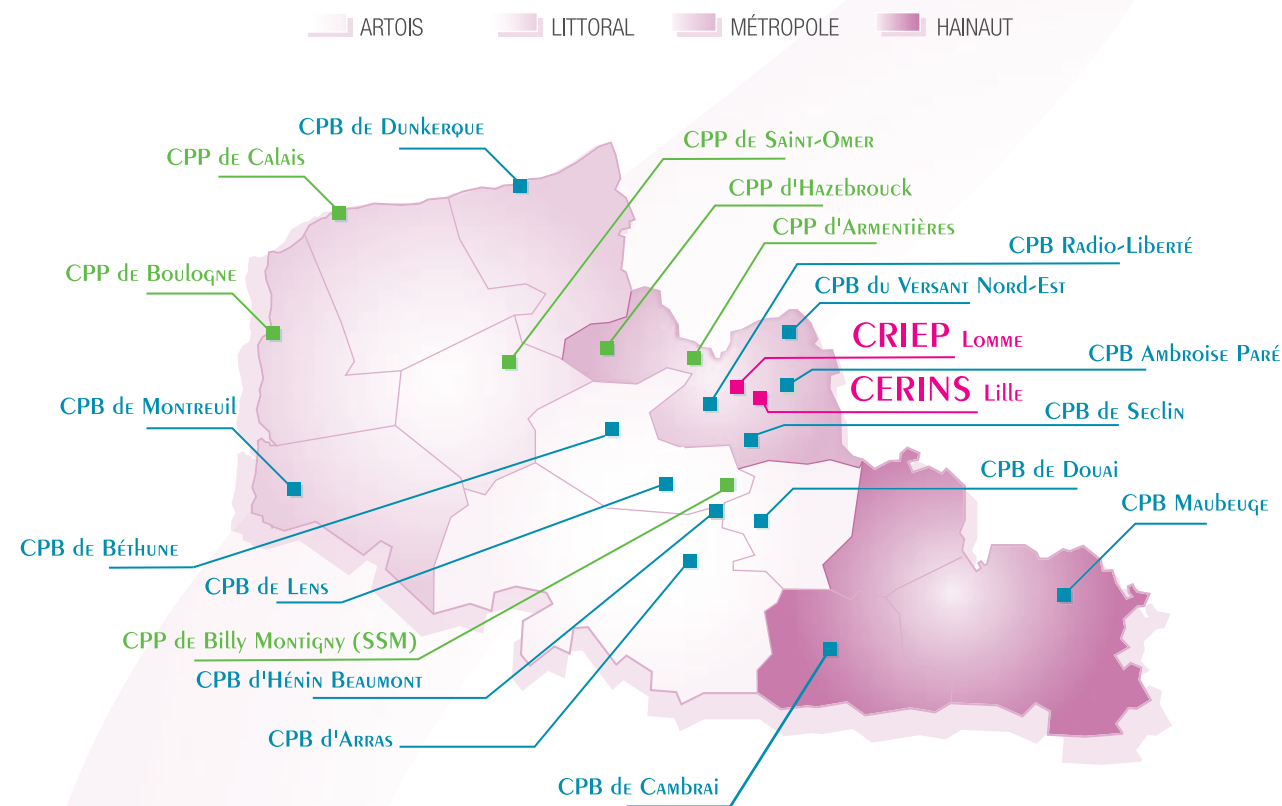 ARTOIS LITTORAL MÉTROPOLE HAINAUT
CPB de Dunkerque
CPP de Saint-Omer
CPP de Calais
CPP d'Hazebrouck
CPP d'Armentières
CPB Radio-Liberté
CPP de Boulogne
CPB du Versant Nord-Est
CRIEP Lomme
CPB Ambroise Paré
CERINS Lille
CPB de Montreuil
CPB de Seclin
CPB de Douai
CPB Maubeuge
CPB de Béthune
CPB de Lens
CPP de Billy Montigny (SSM)
CPB d'Hénin Beaumont
CPB d'Arras
CPB de Cambrai